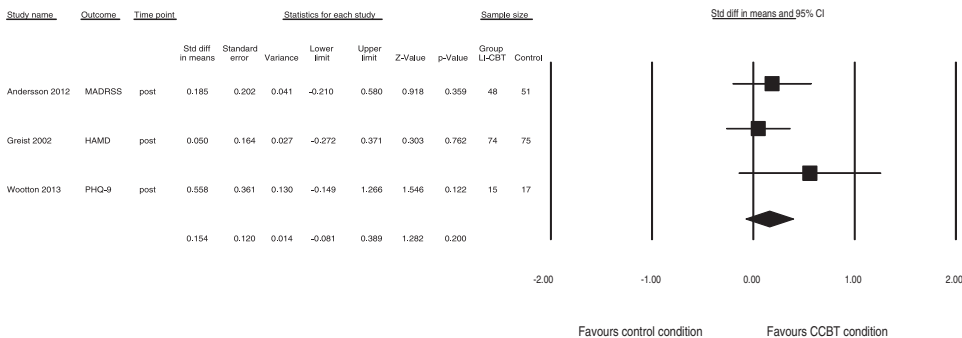 Study name Outcome Time point Statistics for each study Sample size Std diff in means and 95% CI
Std diff in means Standard error Variance Lower limit Upper limit Z-Value p-Value Group LI-CBT Control
Andersson 2012 MADRSS post 0.185 0.202 0.041 -0.210 0.580 0.918 0.359 48 51
Greist 2002 HAMD post 0.050 0.164 0.027 -0.272 0.371 0.303 0.762 74 75
Wootton 2013 PHQ-9 post 0.558 0.361 0.130 -0.149 1.266 1.546 0.122 15 17
0.154 0.120 0.014 -0.081 0.389 1.282 0.200
-2.00 -1.00 0.00 1.00 2.00
Favours control condition Favours CCBT condition